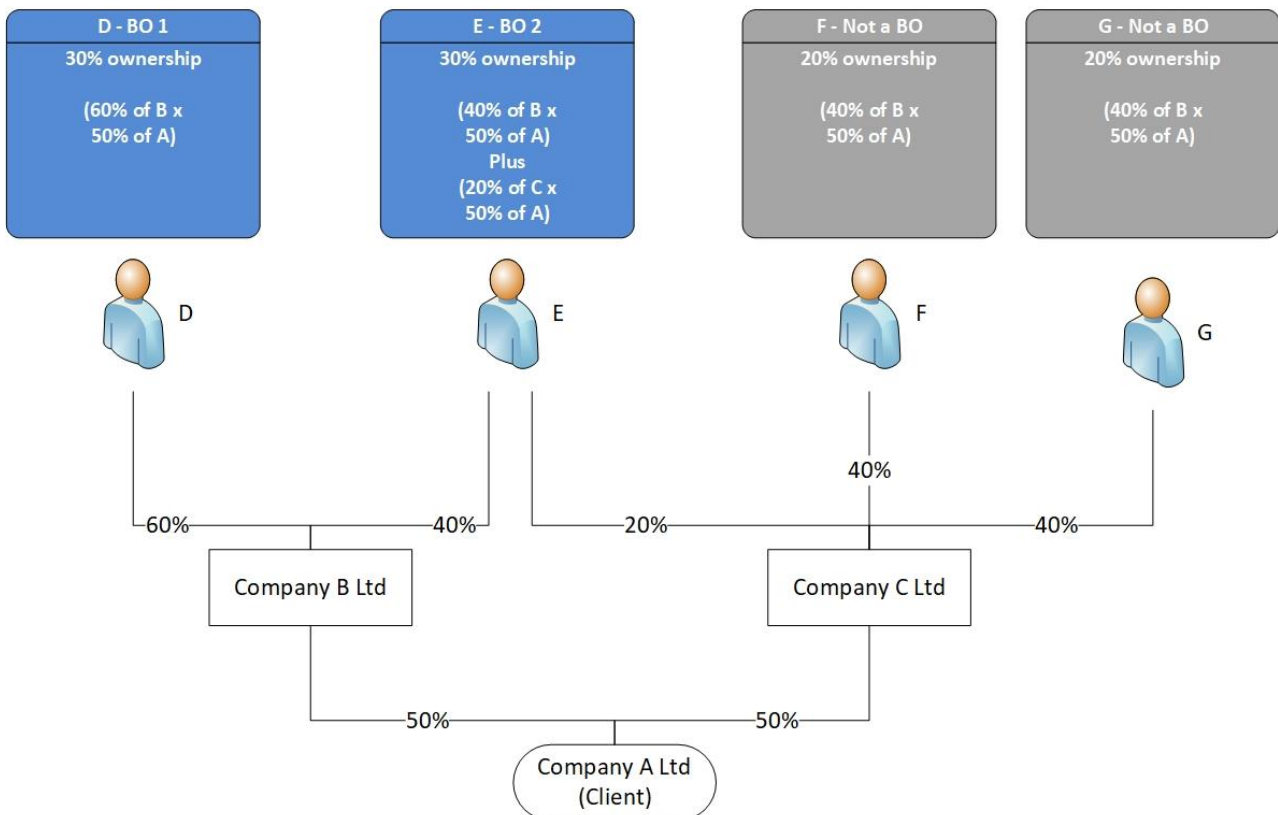 D - BO 1
30% ownership
(60% of B x
50% of A)
E - BO 2
30% ownership
(40% of B x
50% of A)
Plus
(20% of C x
50% of A)
F - Not a BO
20% ownership
(40% of B x
50% of A)
G - Not a BO
20% ownership
(40% of B x
50% of A)
D
E
F
G
40%
60%
40%
20%
40%
Company B Ltd
Company C Ltd
50%
50%
Company A Ltd
(Client)